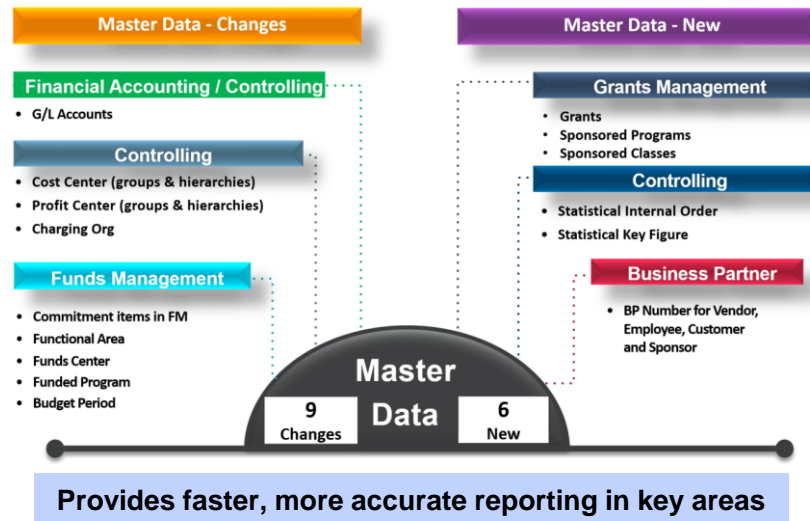 Master Data - Changes
Financial Accounting / Controlling
• G/L Accounts
Controlling
• Cost Center (groups & hierarchies)
• Profit Center (groups & hierarchies)
• Charging Org
Funds Management
• Commitment items in FM
• Functional Area
• Funds Center
• Funded Program
• Budget Period
Master Data - New
Grants Management
• Grants
• Sponsored Programs
• Sponsored Classes
Controlling
• Statistical Internal Order
• Statistical Key Figure
Business Partner
• BP Number for Vendor,
Employee, Customer
and Sponsor
Master
Data
9
Changes
6
New
Provides faster, more accurate reporting in key areas